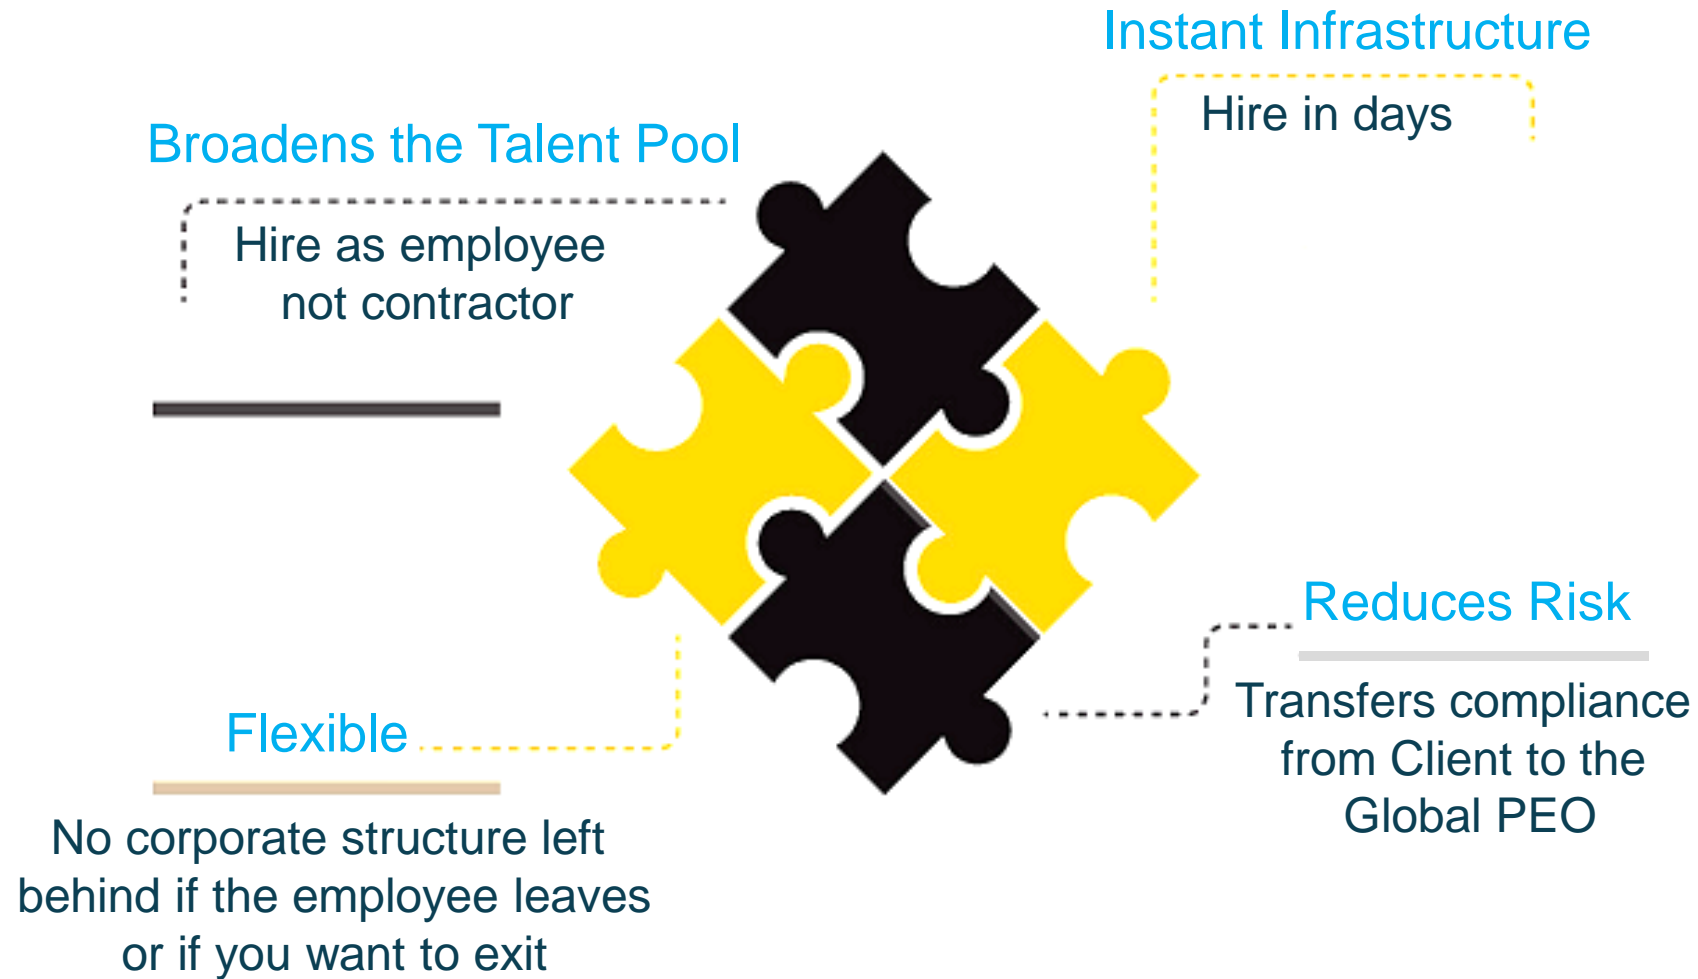 Instant Infrastructure
Hire in days
Broadens the Talent Pool
Hire as employee
not contractor
Reduces Risk
Transfers compliance
from Client to the
Global PEO
Flexible
No corporate structure left
behind if the employee leaves
or if you want to exit